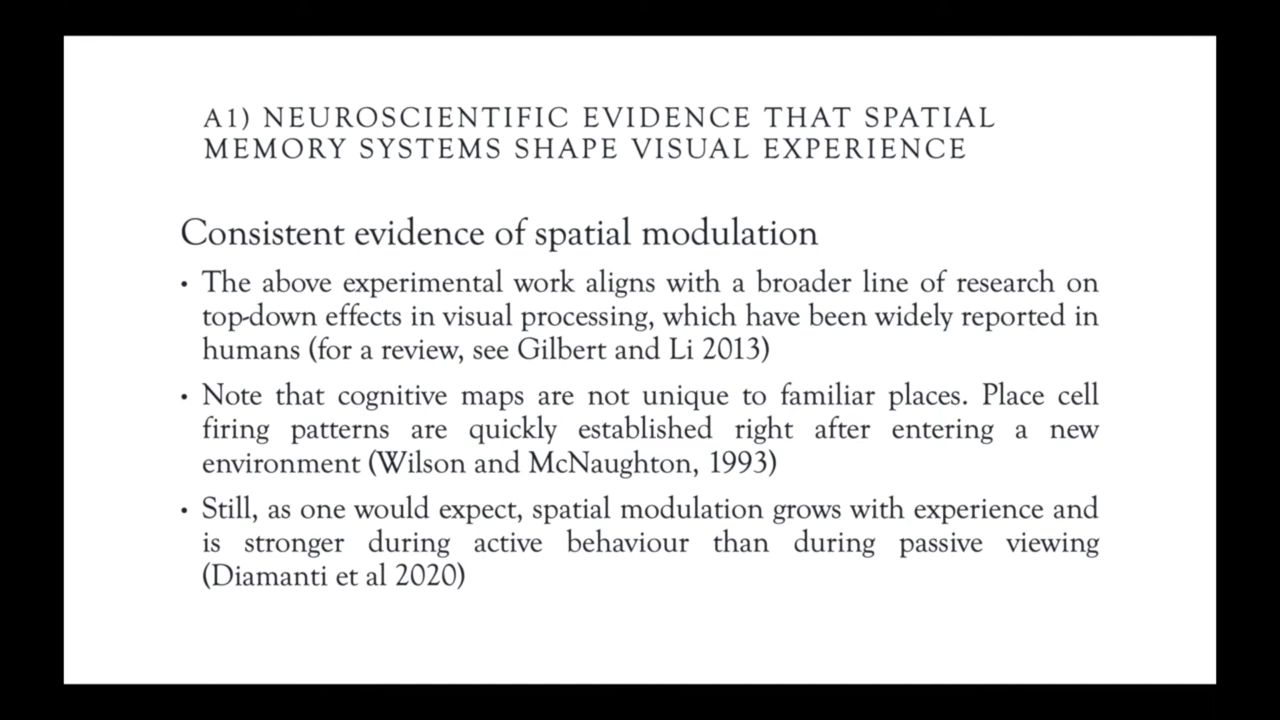 A1) NEUROSCIENTIFIC EVIDENCE THAT SPATIAL
MEMORY SYSTEMS SHAPE VISUAL EXPERIENCE
Consistent evidence of spatial modulation
• The above experimental work aligns with a broader line of research on
top-down effects in visual processing, which have been widely reported in
humans (for a review, see Gilbert and Li 2013)
• Note that cognitive maps are not unique to familiar places. Place cell
firing patterns are quickly established right after entering a new
environment (Wilson and McNaughton, 1993)
• Still, as one would expect, spatial modulation grows with experience and
is stronger during active behaviour than during passive viewing
(Diamanti et al 2020)